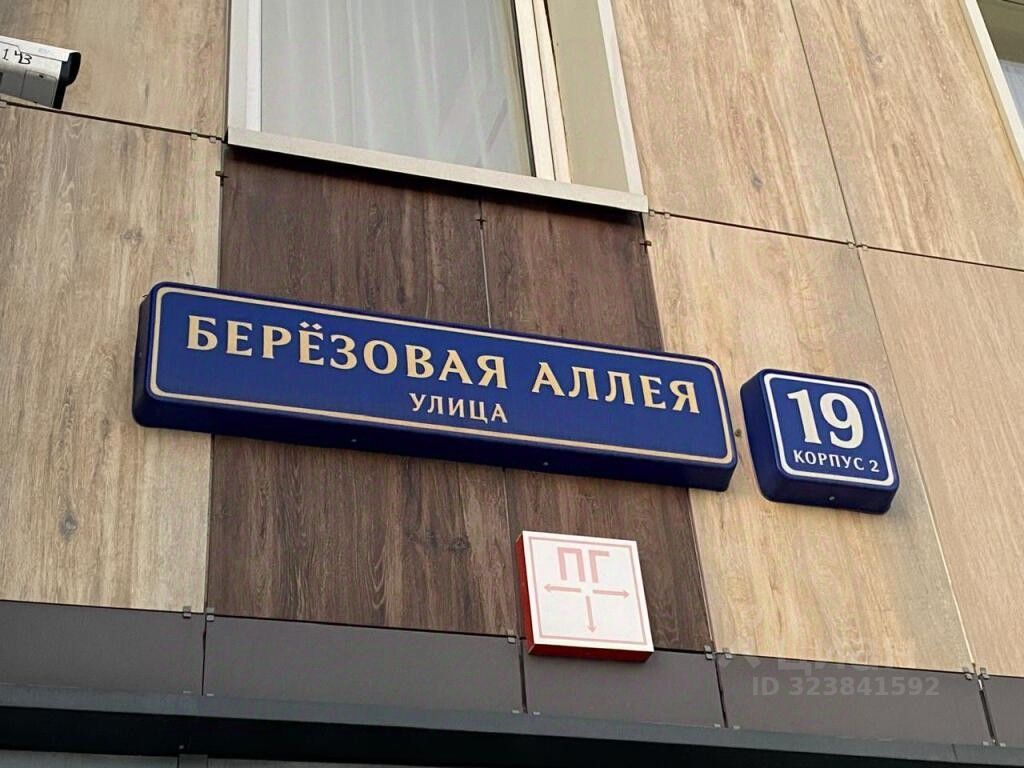 БЕРЁЗОВАЯ АЛЛЕЯ
УЛИЦА
19
КОРПУС 2
ПГ
ID 323841592